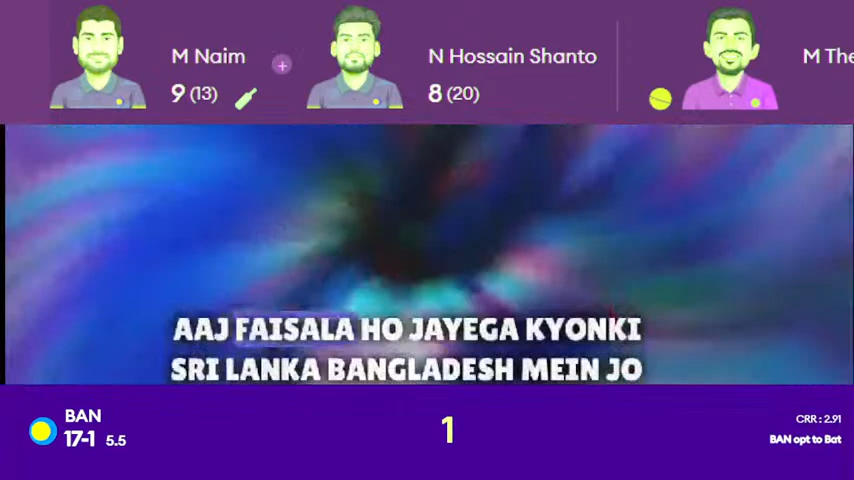 M Naim
9 (13)
+
N Hossain Shanto
8 (20)
M The
AAJ FAISALA HO JAYEGA KYONKI
SRI LANKA BANGLADESH MEIN JO
BAN
17-1 5.5
1
CRR : 2.91
BAN opt to Bat